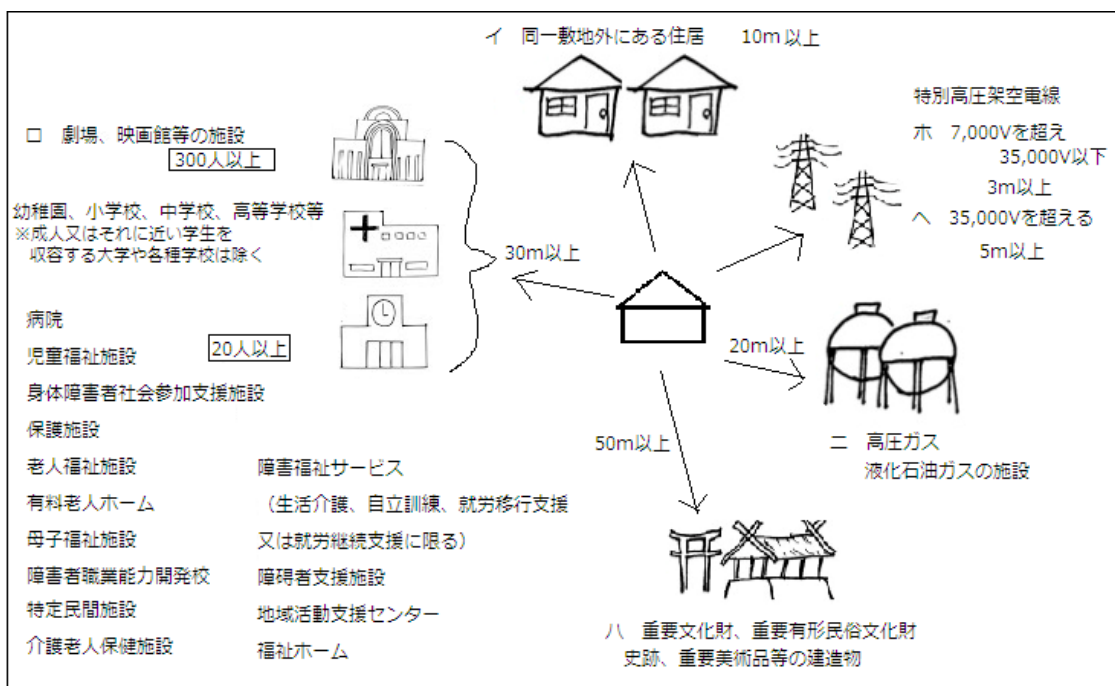 イ 同一敷地外にある住居 10m以上
特別高圧架空電線
ホ 7,000Vを超え
35,000V以下
3m以上
ヘ 35,000Vを超える
5m以上
ロ 劇場、映画館等の施設
300人以上
幼稚園、小学校、中学校、高等学校等
※成人又はそれに近い学生を
収容する大学や各種学校は除く
30m以上
病院
児童福祉施設
20人以上
身体障害者社会参加支援施設
保護施設
老人福祉施設 障害福祉サービス
有料老人ホーム (生活介護、自立訓練、就労移行支援
母子福祉施設 又は就労継続支援に限る)
障害者職業能力開発校 障碍者支援施設
特定民間施設 地域活動支援センター
介護老人保健施設 福祉ホーム
20m以上
ニ 高圧ガス
液化石油ガスの施設
50m以上
ハ 重要文化財、重要有形民俗文化財
史跡、重要美術品等の建造物